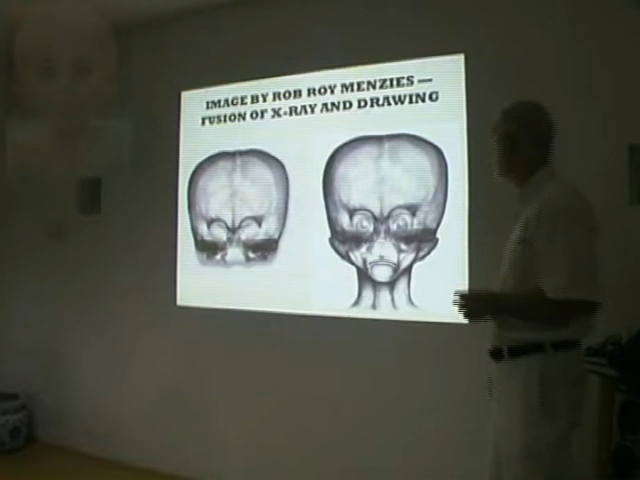 IMAGE BY ROB ROY MENZIES —
FUSION OF X-RAY AND DRAWING